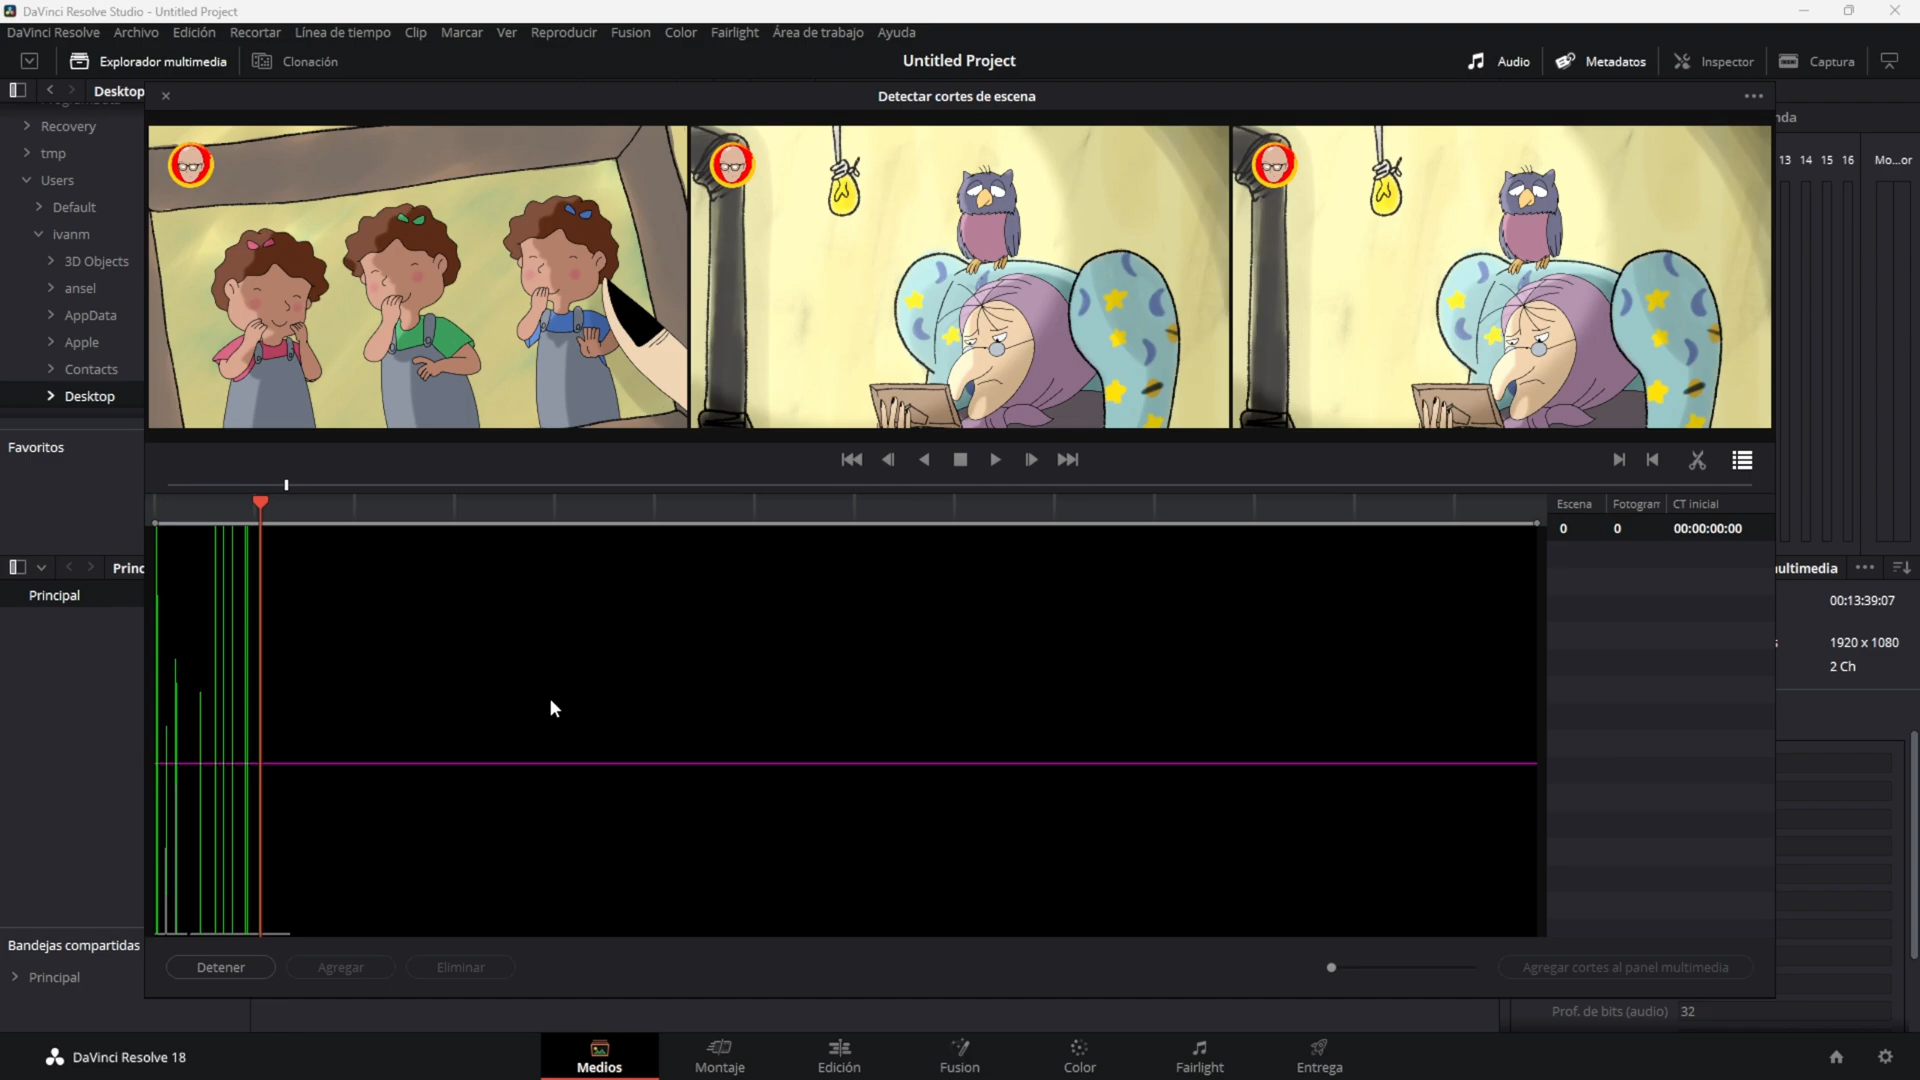 DaVinci Resolve Studio - Untitled Project
DaVinci Resolve Archivo Edición Recortar Línea de tiempo Clip Marcar Ver Reproducir Fusion Color Fairlight Área de trabajo Ayuda
Explorador multimedia Clonación Untitled Project Audio Metadatos Inspector Captura
Desktop Detectar cortes de escena
Recovery
tmp
Users
Default
ivanm
3D Objects
ansel
AppData
Apple
Contacts
Desktop
Favoritos
13 14 15 16 Mo...or
Escena Fotogram CT inicial
0 0 00:00:00:00
Princ
Principal
ultimedia
00:13:39:07
1920 x 1080
2 Ch
Bandejas compartidas
Principal
Detener Agregar Eliminar Agregar cortes al panel multimedia
Prof. de bits (audio) 32
DaVinci Resolve 18 Medios Montaje Edición Fusion Color Fairlight Entrega